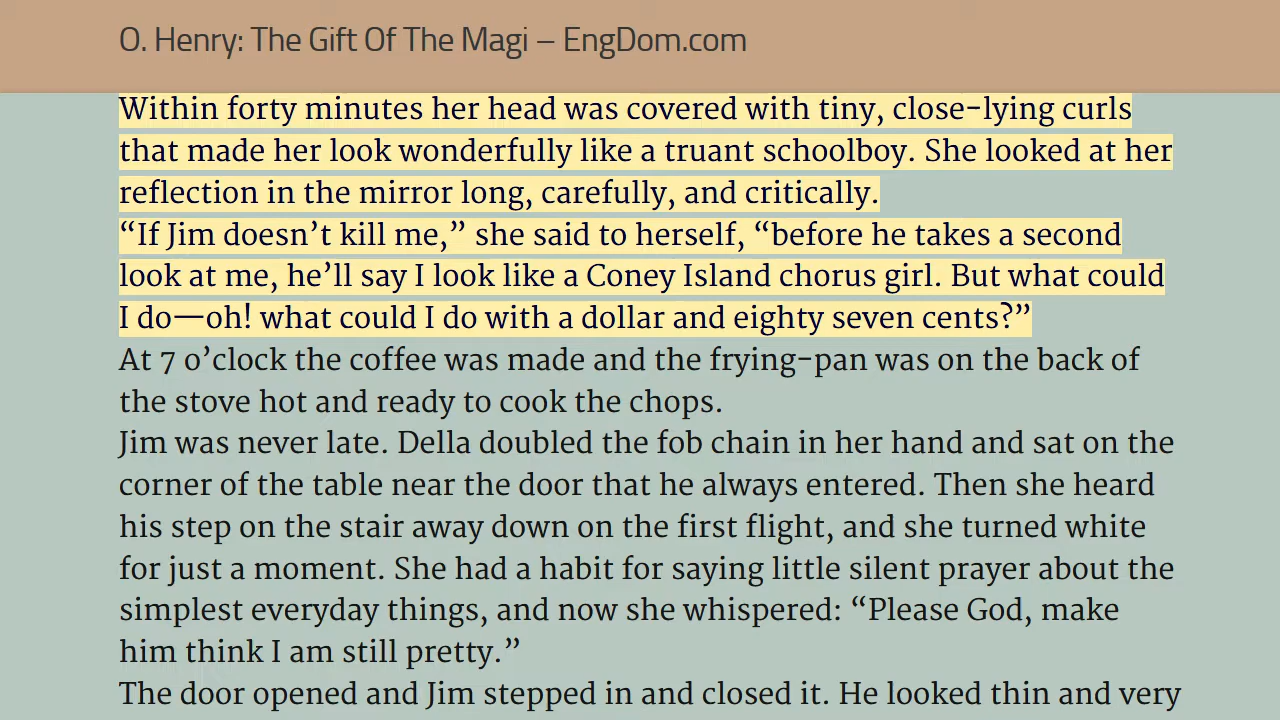 O. Henry: The Gift Of The Magi – EngDom.com
Within forty minutes her head was covered with tiny, close-lying curls
that made her look wonderfully like a truant schoolboy. She looked at her
reflection in the mirror long, carefully, and critically.
“If Jim doesn’t kill me,” she said to herself, “before he takes a second
look at me, he’ll say I look like a Coney Island chorus girl. But what could
I do—oh! what could I do with a dollar and eighty seven cents?”
At 7 o’clock the coffee was made and the frying-pan was on the back of
the stove hot and ready to cook the chops.
Jim was never late. Della doubled the fob chain in her hand and sat on the
corner of the table near the door that he always entered. Then she heard
his step on the stair away down on the first flight, and she turned white
for just a moment. She had a habit for saying little silent prayer about the
simplest everyday things, and now she whispered: “Please God, make
him think I am still pretty.”
The door opened and Jim stepped in and closed it. He looked thin and very